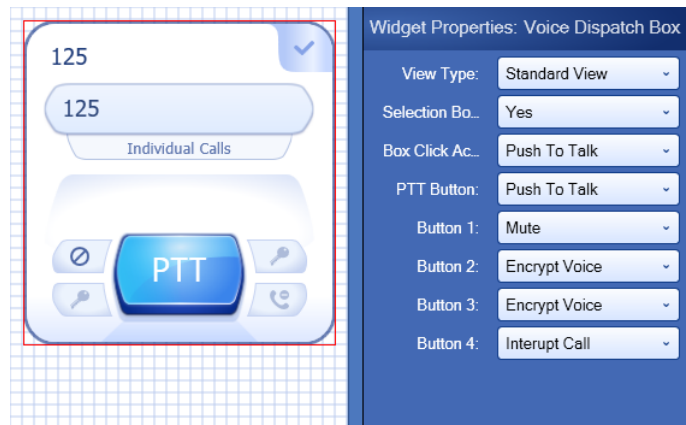 125
125
Individual Calls
PTT
Widget Properties: Voice Dispatch Box
View Type: Standard View
Selection Bo... Yes
Box Click Ac... Push To Talk
PTT Button: Push To Talk
Button 1: Mute
Button 2: Encrypt Voice
Button 3: Encrypt Voice
Button 4: Interupt Call